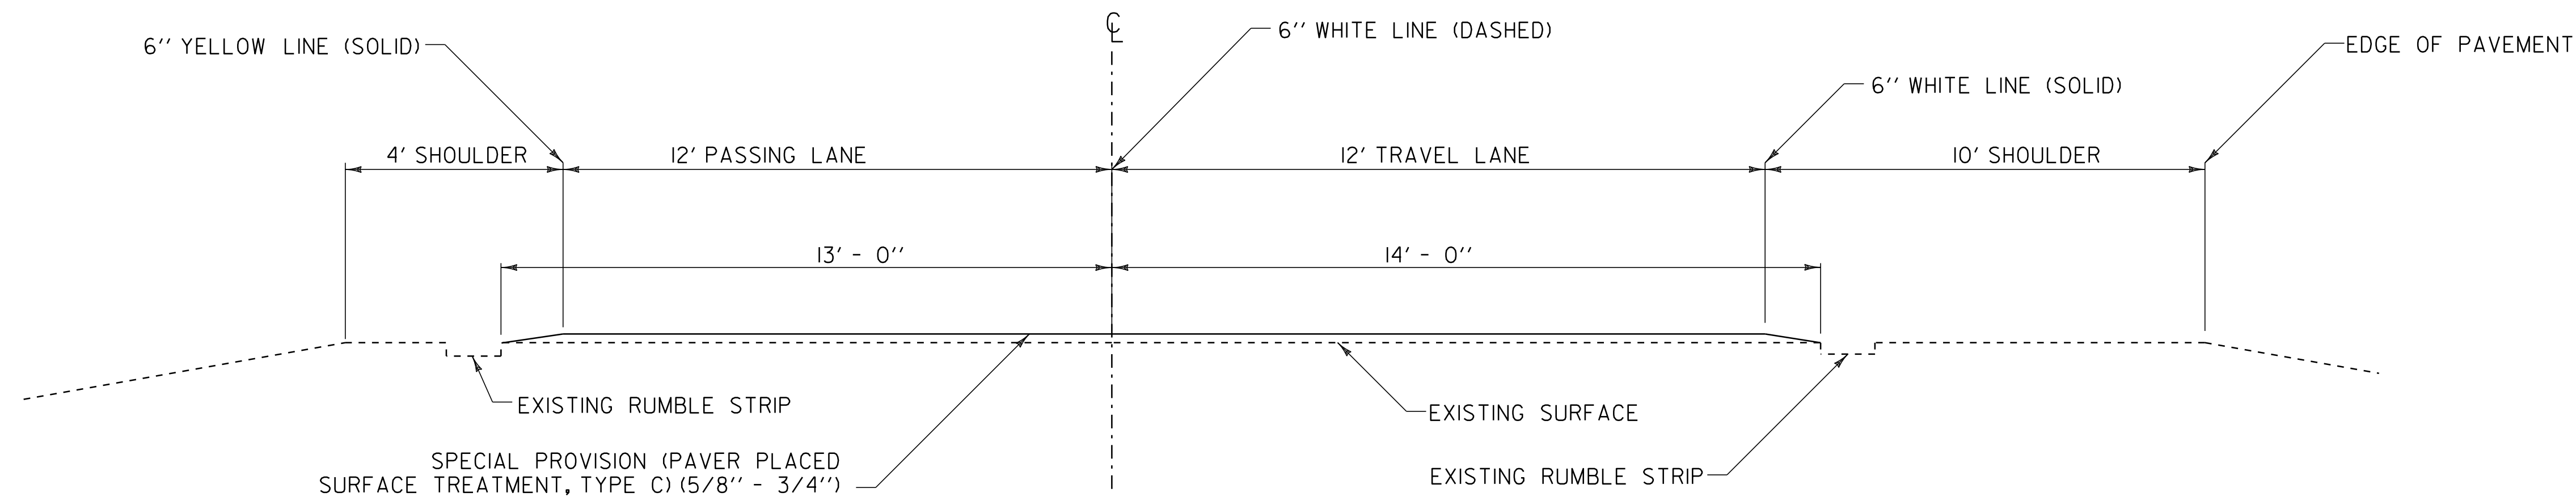 CL
6'' WHITE LINE (DASHED)
6'' YELLOW LINE (SOLID)
EDGE OF PAVEMENT
6'' WHITE LINE (SOLID)
4' SHOULDER
12' PASSING LANE
12' TRAVEL LANE
10' SHOULDER
13' - 0''
14' - 0''
EXISTING RUMBLE STRIP
EXISTING SURFACE
SPECIAL PROVISION (PAVER PLACED
SURFACE TREATMENT, TYPE C) (5/8'' - 3/4'')
EXISTING RUMBLE STRIP